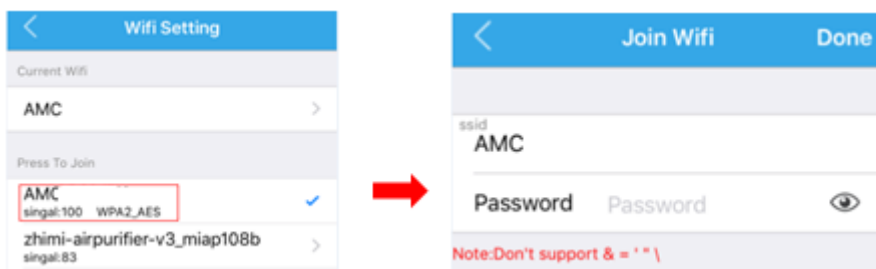 Wifi Setting
Current Wifi
AMC
Press To Join
AMC
singal:100 WPA2_AES
zhimi-airpurifier-v3_miap108b
singal:83
Join Wifi Done
ssid
AMC
Password Password
Note:Don't support & = ' " \